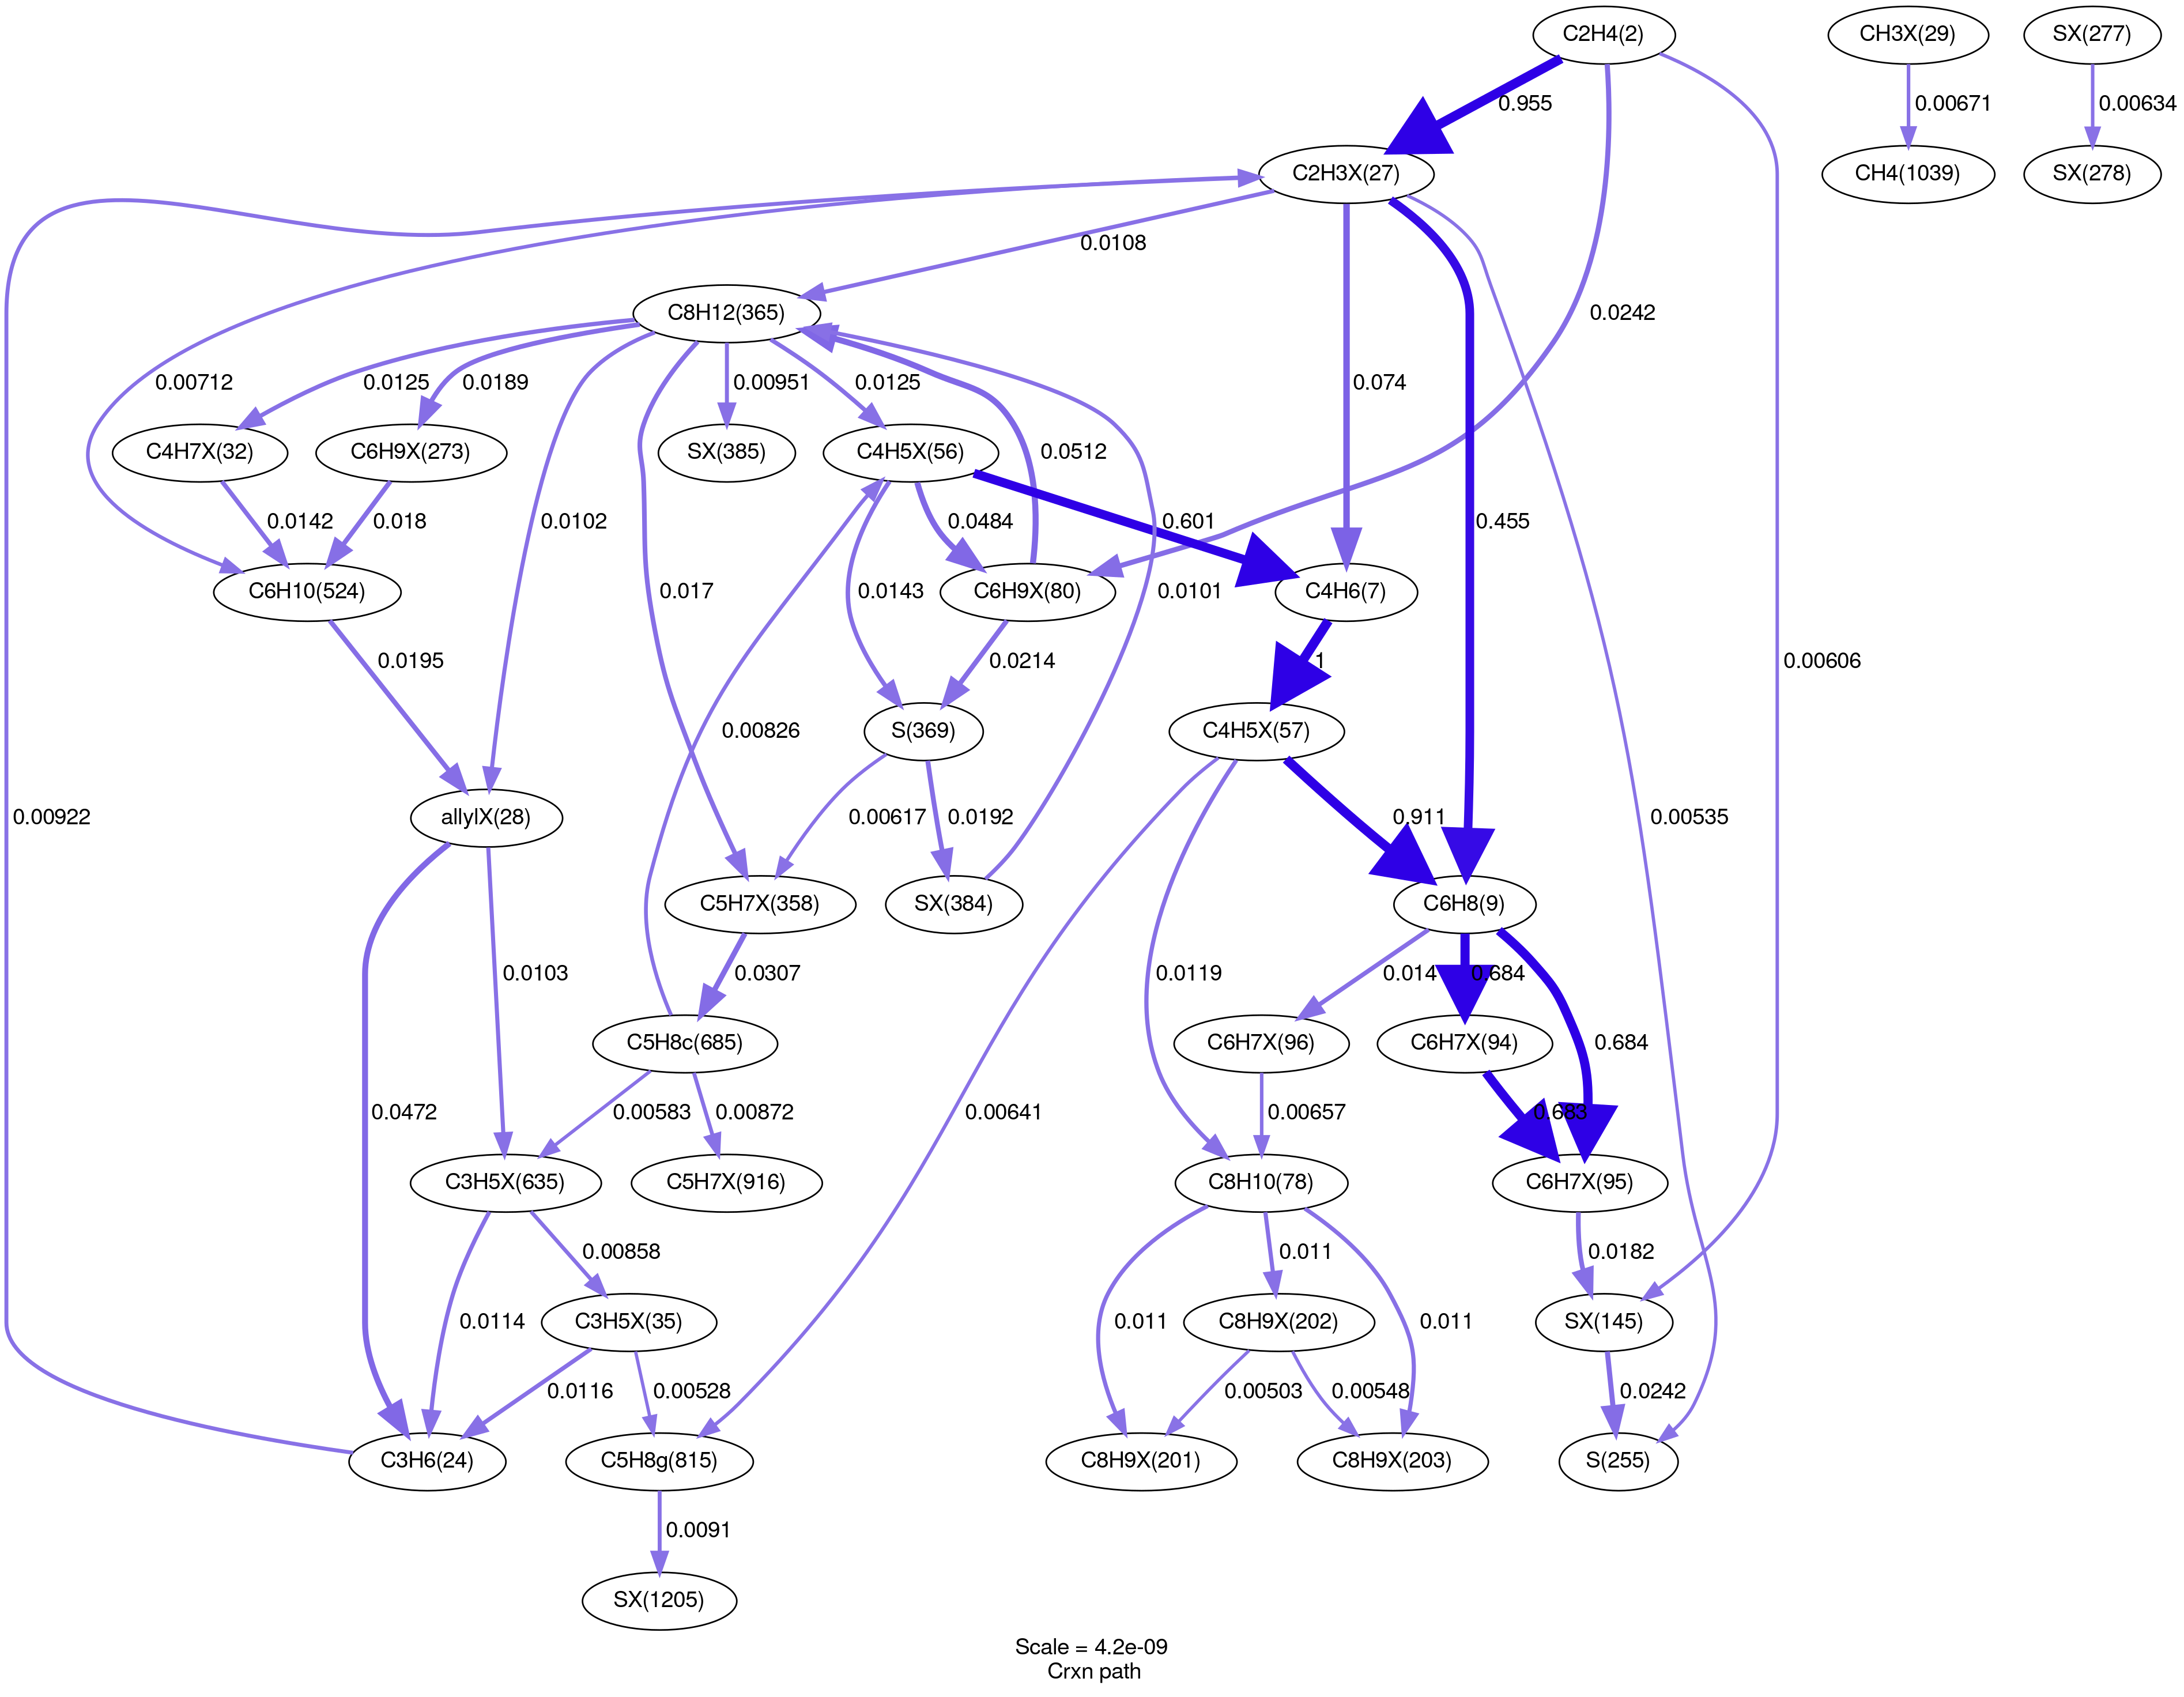 C2H4(2)
CH3X(29)
SX(277)
0.955
0.00671
0.00634
C2H3X(27)
CH4(1039)
SX(278)
0.0108
C8H12(365)
0.0242
0.00712
0.0125
0.0189
0.00951
0.0125
0.074
C4H7X(32)
C6H9X(273)
SX(385)
C4H5X(56)
0.0512
0.0142
0.018
0.0102
0.0484
0.601
0.455
C6H10(524)
0.017
0.0143
C6H9X(80)
0.0101
C4H6(7)
0.0195
0.0214
1
0.00606
0.00826
S(369)
C4H5X(57)
0.00922
allylX(28)
0.00617
0.0192
0.911
0.00535
C5H7X(358)
SX(384)
C6H8(9)
0.0103
0.0307
0.0119
0.014
0.684
C5H8c(685)
C6H7X(96)
C6H7X(94)
0.684
0.0472
0.00583
0.00872
0.00641
0.00657
0.683
C3H5X(635)
C5H7X(916)
C8H10(78)
C6H7X(95)
0.00858
0.011
0.0182
0.0114
C3H5X(35)
0.011
C8H9X(202)
0.011
SX(145)
0.0116
0.00528
0.00503
0.00548
0.0242
C3H6(24)
C5H8g(815)
C8H9X(201)
C8H9X(203)
S(255)
0.0091
SX(1205)
Scale = 4.2e-09
Crxn path